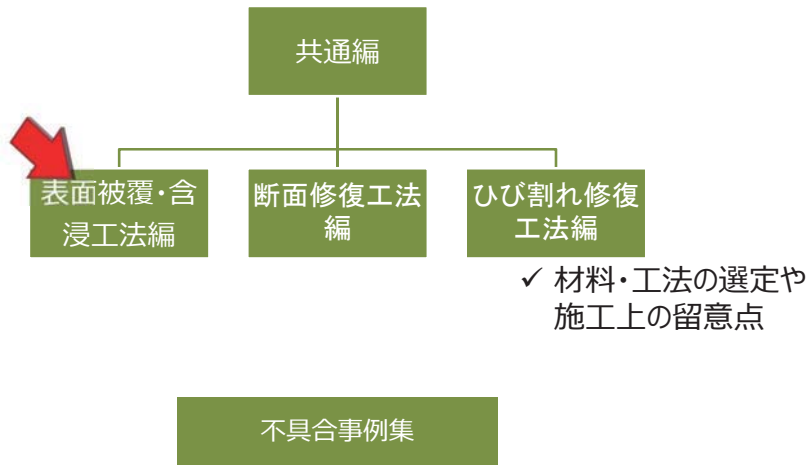 共通編
表面被覆・含
浸工法編
断面修復工法
編
ひび割れ修復
工法編
✓ 材料・工法の選定や
施工上の留意点
不具合事例集